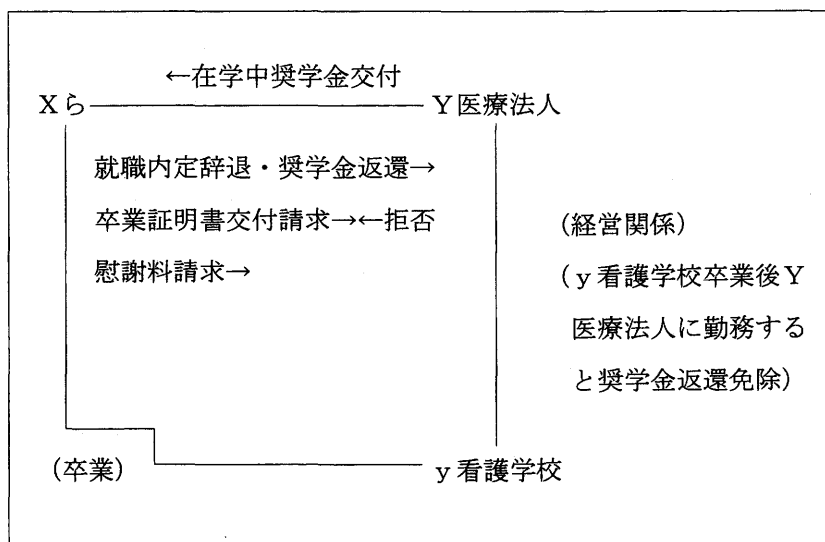 ←在学中奨学金交付
Xら Y医療法人
就職内定辞退・奨学金返還→
卒業証明書交付請求→←拒否
慰謝料請求→
(経営関係)
(y看護学校卒業後Y
医療法人に勤務する
と奨学金返還免除)
(卒業)
y看護学校